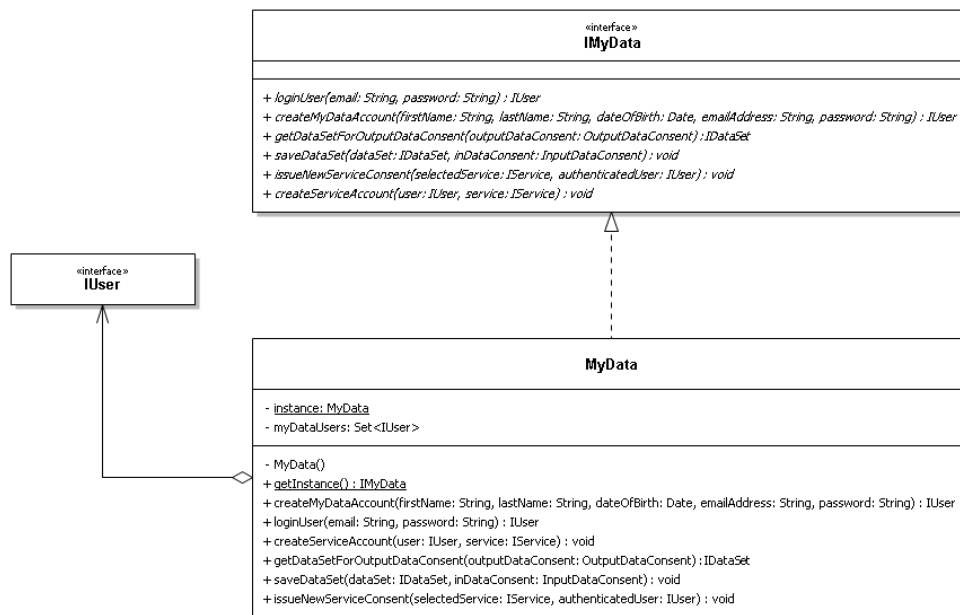 «interface»
IMyData
+ loginUser(email: String, password: String) : IUser
+ createMyDataAccount(firstName: String, lastName: String, dateOfBirth: Date, emailAddress: String, password: String) : IUser
+ getDataSetForOutputDataConsent(outputDataConsent: OutputDataConsent) : IDataSet
+ saveDataSet(dataSet: IDataSet, inDataConsent: InputDataConsent) : void
+ issueNewServiceConsent(selectedService: IService, authenticatedUser: IUser) : void
+ createServiceAccount(user: IUser, service: IService) : void
«interface»
IUser
MyData
- instance: MyData
- myDataUsers: Set<IUser>
- MyData()
+ getInstance() : IMyData
+ createMyDataAccount(firstName: String, lastName: String, dateOfBirth: Date, emailAddress: String, password: String) : IUser
+ loginUser(email: String, password: String) : IUser
+ createServiceAccount(user: IUser, service: IService) : void
+ getDataSetForOutputDataConsent(outputDataConsent: OutputDataConsent) : IDataSet
+ saveDataSet(dataSet: IDataSet, inDataConsent: InputDataConsent) : void
+ issueNewServiceConsent(selectedService: IService, authenticatedUser: IUser) : void